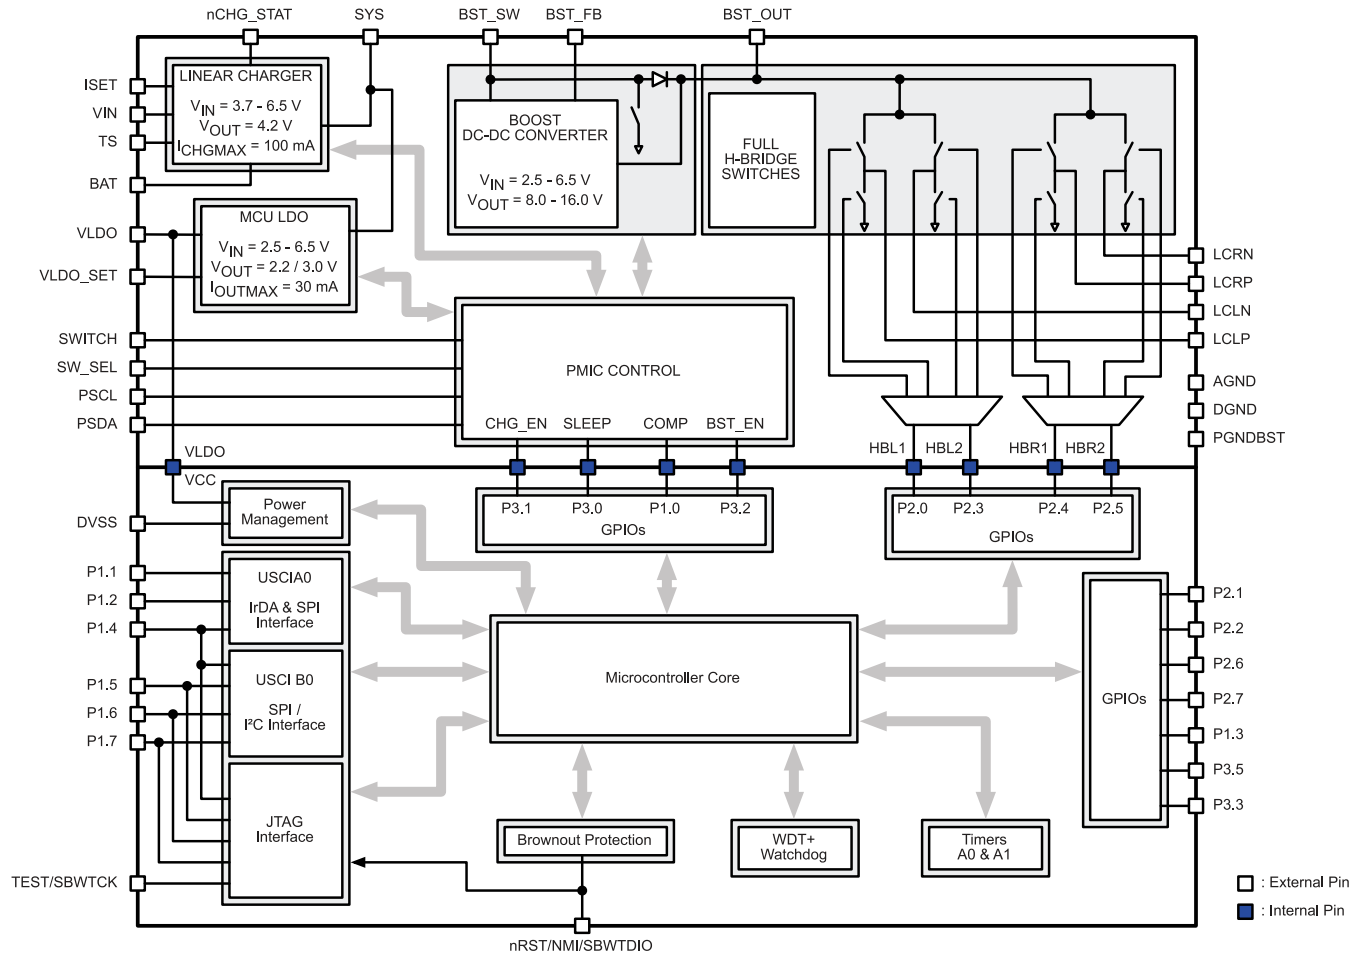 nCHG_STAT
SYS
BST_SW
BST_FB
BST_OUT
ISET
VIN
TS
BAT
VLDO
VLDO_SET
SWITCH
SW_SEL
PSCL
PSDA
LINEAR CHARGER
VIN = 3.7 - 6.5 V
VOUT = 4.2 V
ICHGMAX = 100 mA
MCU LDO
VIN = 2.5 - 6.5 V
VOUT = 2.2 / 3.0 V
IOUTMAX = 30 mA
BOOST
DC-DC CONVERTER
VIN = 2.5 - 6.5 V
VOUT = 8.0 - 16.0 V
FULL
H-BRIDGE
SWITCHES
LCRN
LCRP
LCLN
LCLP
AGND
DGND
PGNDBST
PMIC CONTROL
CHG_EN
SLEEP
COMP
BST_EN
HBL1
HBL2
HBR1
HBR2
VLDO
VCC
DVSS
P1.1
P1.2
P1.4
P1.5
P1.6
P1.7
TEST/SBWTCK
Power
Management
USCIA0
IrDA & SPI
Interface
USCI B0
SPI /
I²C Interface
JTAG
Interface
P3.1
P3.0
P1.0
P3.2
GPIOs
P2.0
P2.3
P2.4
P2.5
GPIOs
Microcontroller Core
GPIOs
P2.1
P2.2
P2.6
P2.7
P1.3
P3.5
P3.3
Brownout Protection
WDT+
Watchdog
Timers
A0 & A1
nRST/NMI/SBWTDIO
: External Pin
: Internal Pin